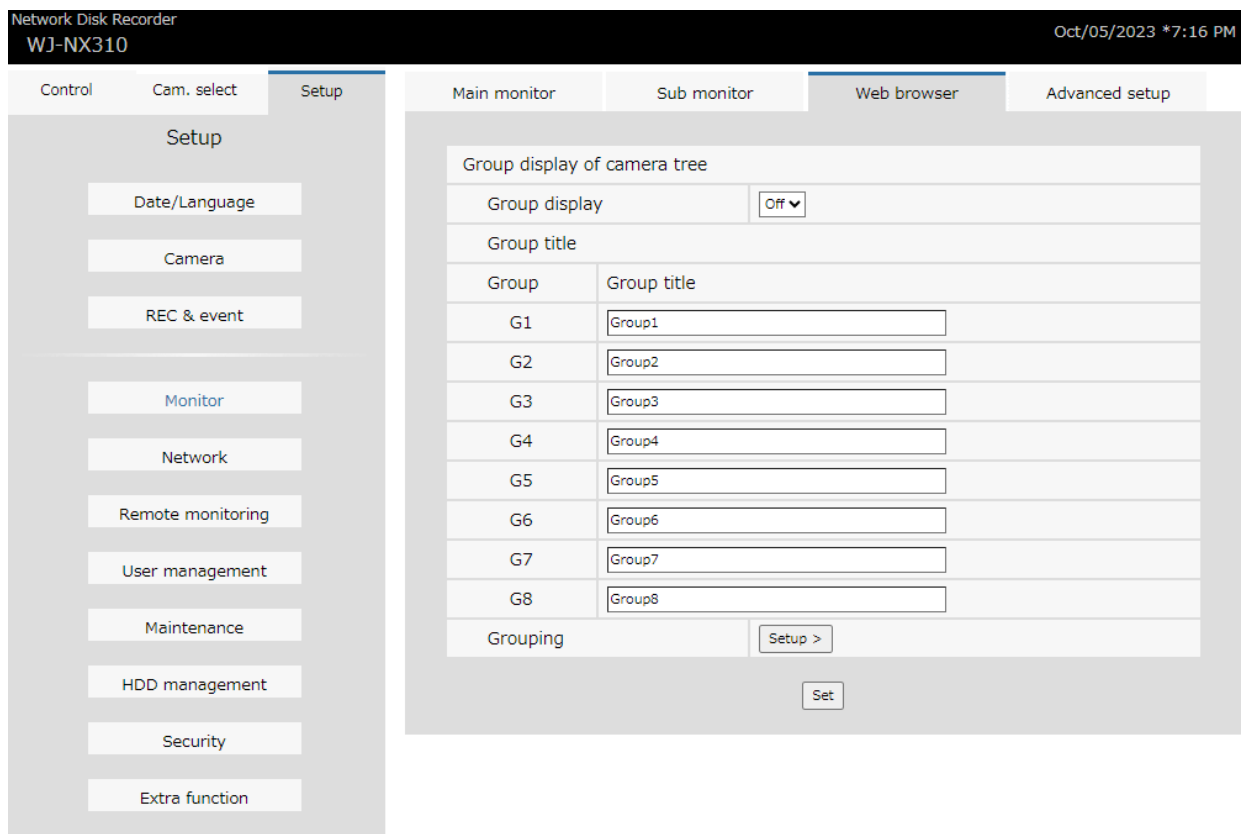 Network Disk Recorder
WJ-NX310
Oct/05/2023 *7:16 PM
Control Cam. select Setup
Setup
Date/Language
Camera
REC & event
Monitor
Network
Remote monitoring
User management
Maintenance
HDD management
Security
Extra function
Main monitor Sub monitor Web browser Advanced setup
Group display of camera tree
Group display Off
Group title
Group Group title
G1 Group1
G2 Group2
G3 Group3
G4 Group4
G5 Group5
G6 Group6
G7 Group7
G8 Group8
Grouping Setup >
Set